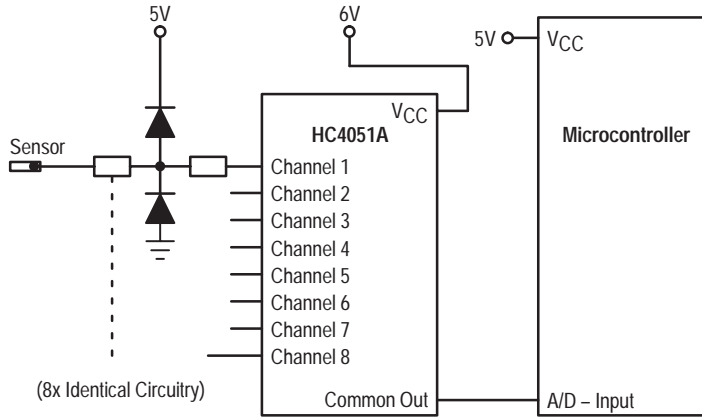 5V
6V
5V
VCC
VCC
HC4051A
Microcontroller
Sensor
Channel 1
Channel 2
Channel 3
Channel 4
Channel 5
Channel 6
Channel 7
Channel 8
(8x Identical Circuitry)
Common Out
A/D – Input